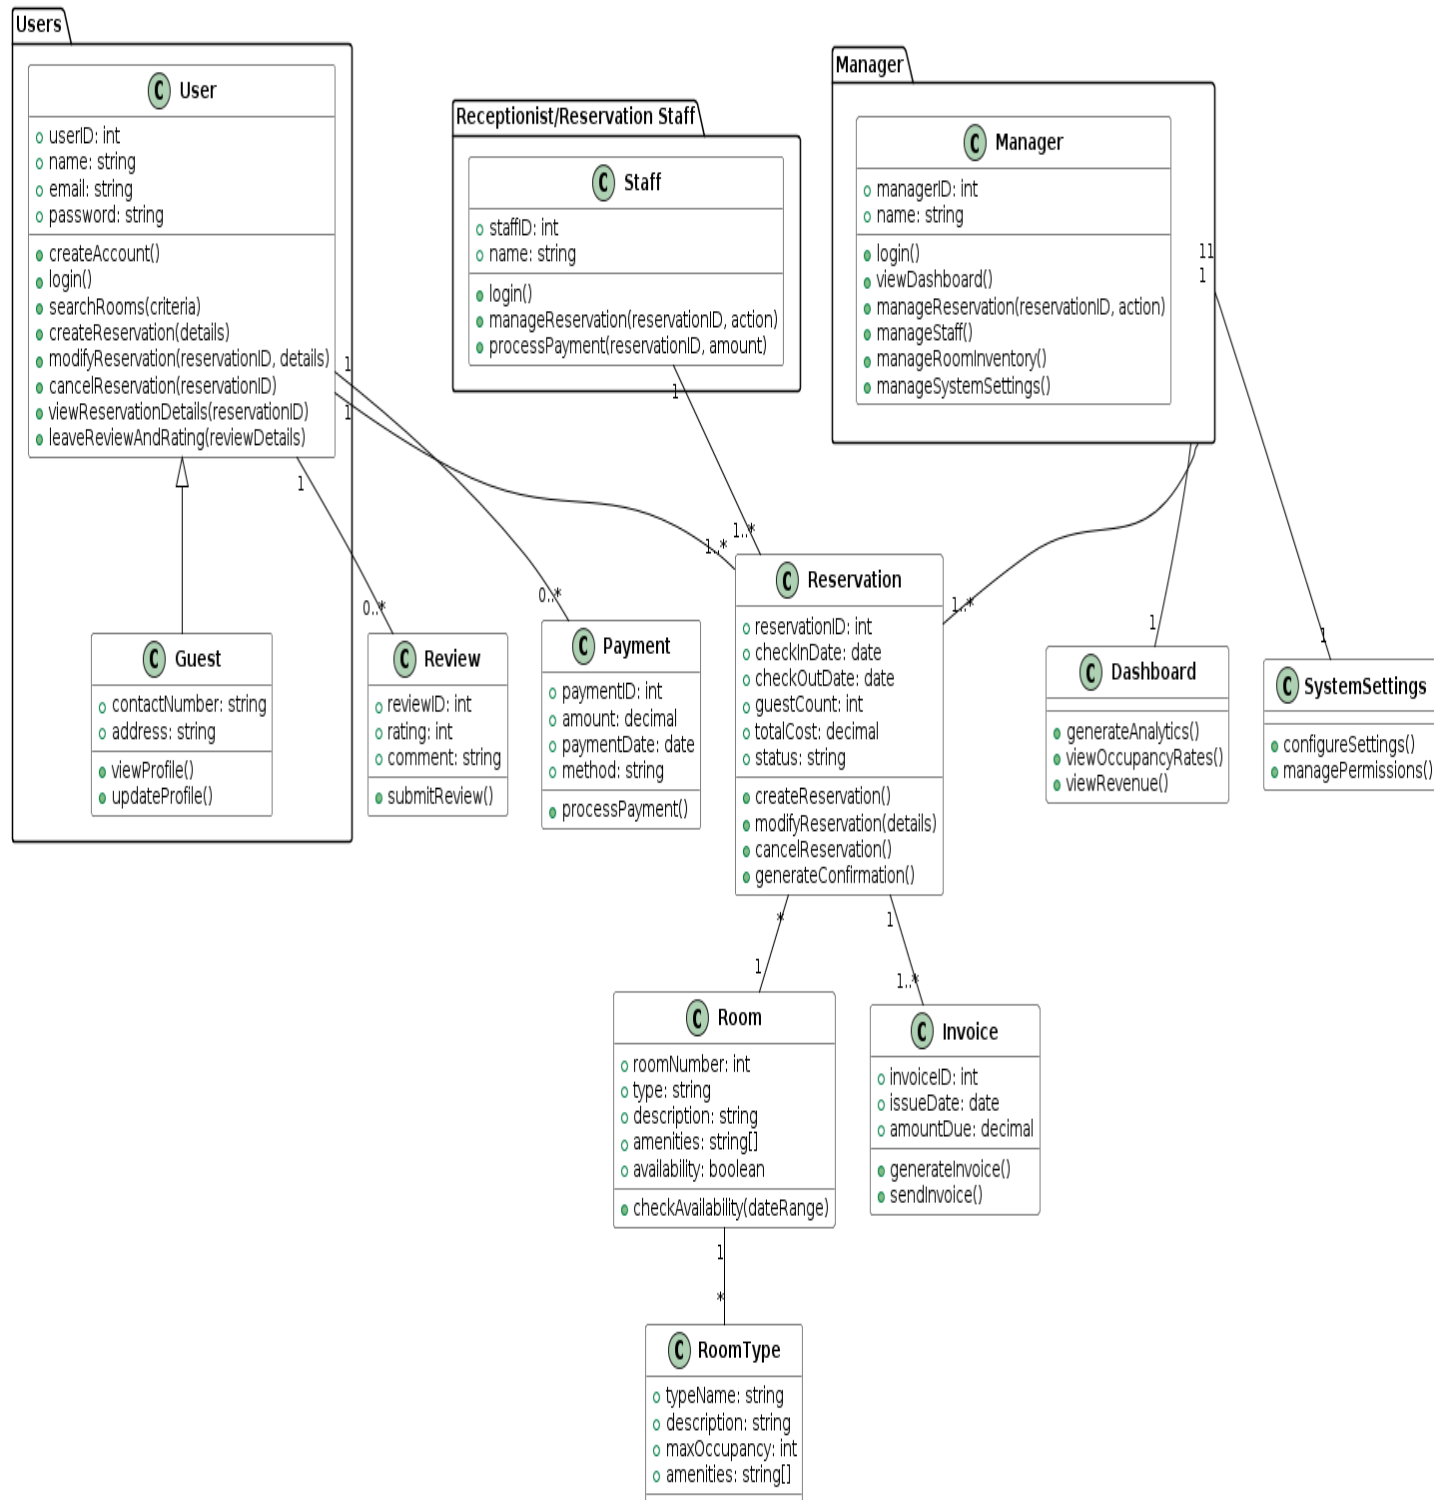 Users
C User
userID: int
name: string
email: string
password: string
createAccount()
login()
searchRooms(criteria)
createReservation(details)
modifyReservation(reservationID, details)
cancelReservation(reservationID)
viewReservationDetails(reservationID)
leaveReviewAndRating(reviewDetails)
Receptionist/Reservation Staff
C Staff
staffID: int
name: string
login()
manageReservation(reservationID, action)
processPayment(reservationID, amount)
Manager
C Manager
managerID: int
name: string
login()
viewDashboard()
manageReservation(reservationID, action)
manageStaff()
manageRoomInventory()
manageSystemSettings()
11
1
1
1
1
1
1..*
1..*
0..*
0..*
1..*
1
1
C Guest
contactNumber: string
address: string
viewProfile()
updateProfile()
C Review
reviewID: int
rating: int
comment: string
submitReview()
C Payment
paymentID: int
amount: decimal
paymentDate: date
method: string
processPayment()
C Reservation
reservationID: int
checkInDate: date
checkOutDate: date
guestCount: int
totalCost: decimal
status: string
createReservation()
modifyReservation(details)
cancelReservation()
generateConfirmation()
C Dashboard
generateAnalytics()
viewOccupancyRates()
viewRevenue()
C SystemSettings
configureSettings()
managePermissions()
*
1
1
1..*
C Room
roomNumber: int
type: string
description: string
amenities: string[]
availability: boolean
checkAvailability(dateRange)
C Invoice
invoiceID: int
issueDate: date
amountDue: decimal
generateInvoice()
sendInvoice()
1
*
C RoomType
typeName: string
description: string
maxOccupancy: int
amenities: string[]